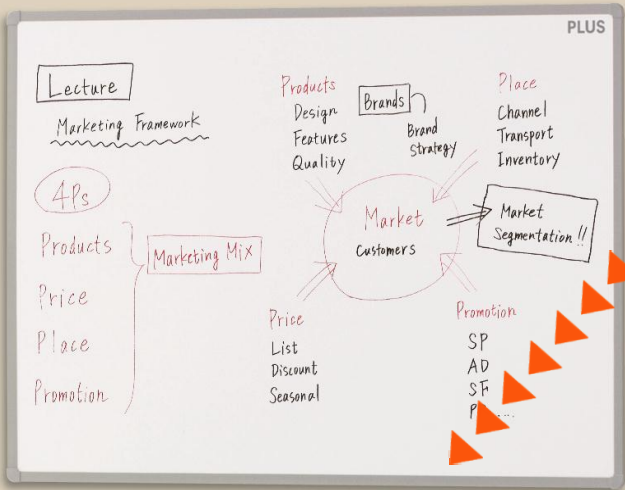 PLUS
Lecture
Marketing Framework
4Ps
Products
Price
Place
Promotion
Marketing Mix
Products
Design
Features
Quality
Brands
Brand
Strategy
Place
Channel
Transport
Inventory
Market
Customers
Market
Segmentation!!
Price
List
Discount
Seasonal
Promotion
SP
AD
SF